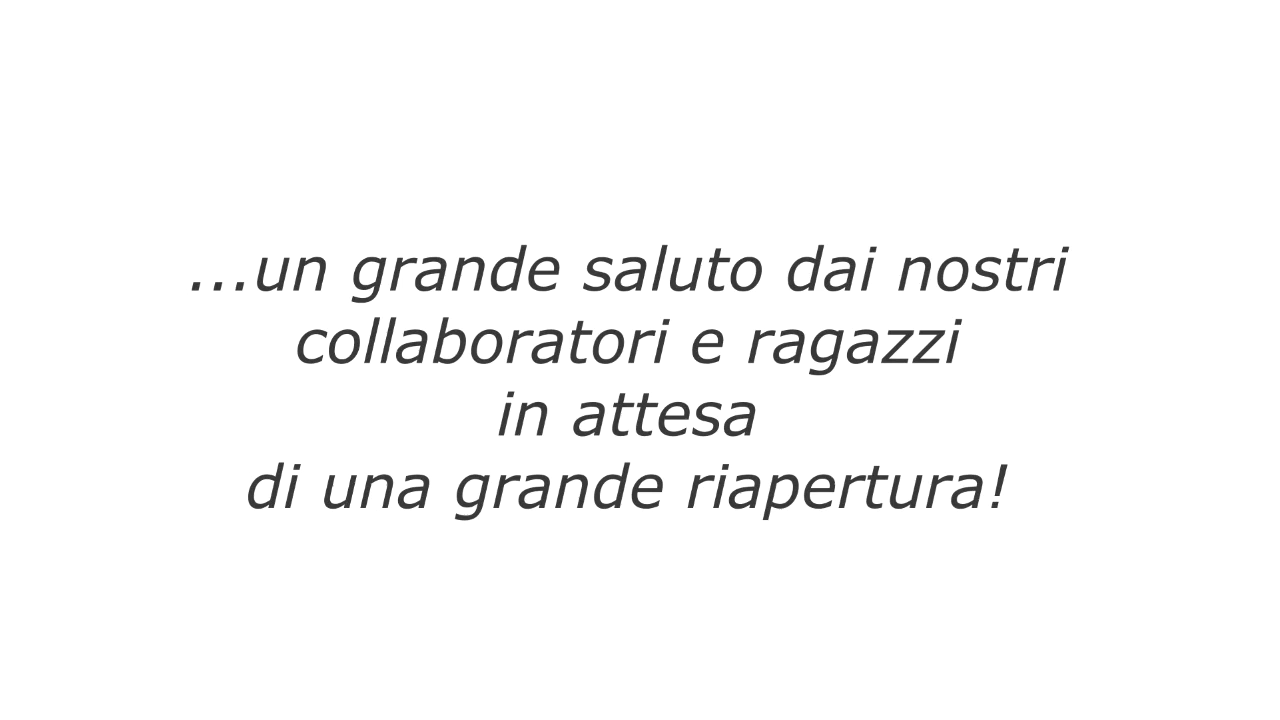 ...un grande saluto dai nostri
collaboratori e ragazzi
in attesa
di una grande riapertura!